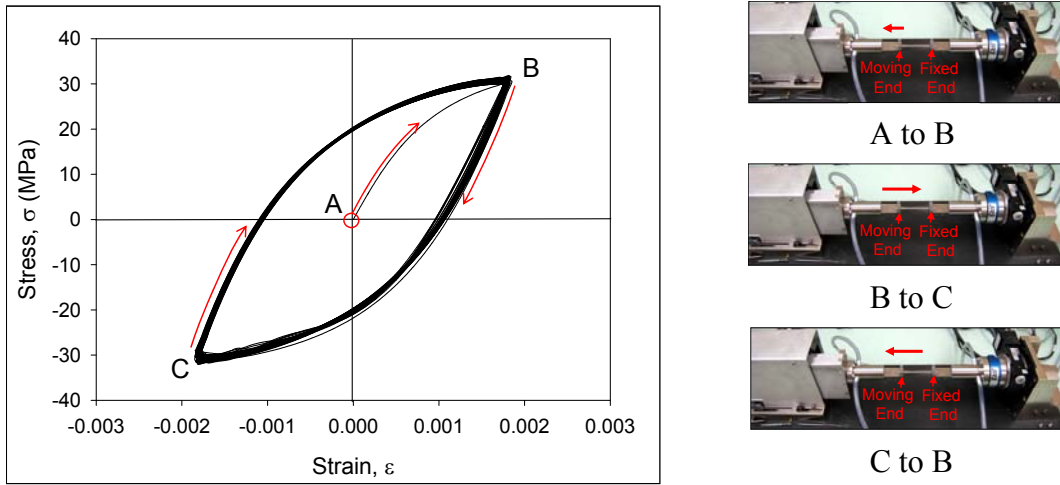 40
30
20
10
0
-10
-20
-30
-40
Stress, σ (MPa)
-0.003
-0.002
-0.001
0.000
0.001
0.002
0.003
Strain, ε
A
B
C
Moving
End
Fixed
End
A to B
Moving
End
Fixed
End
B to C
Moving
End
Fixed
End
C to B